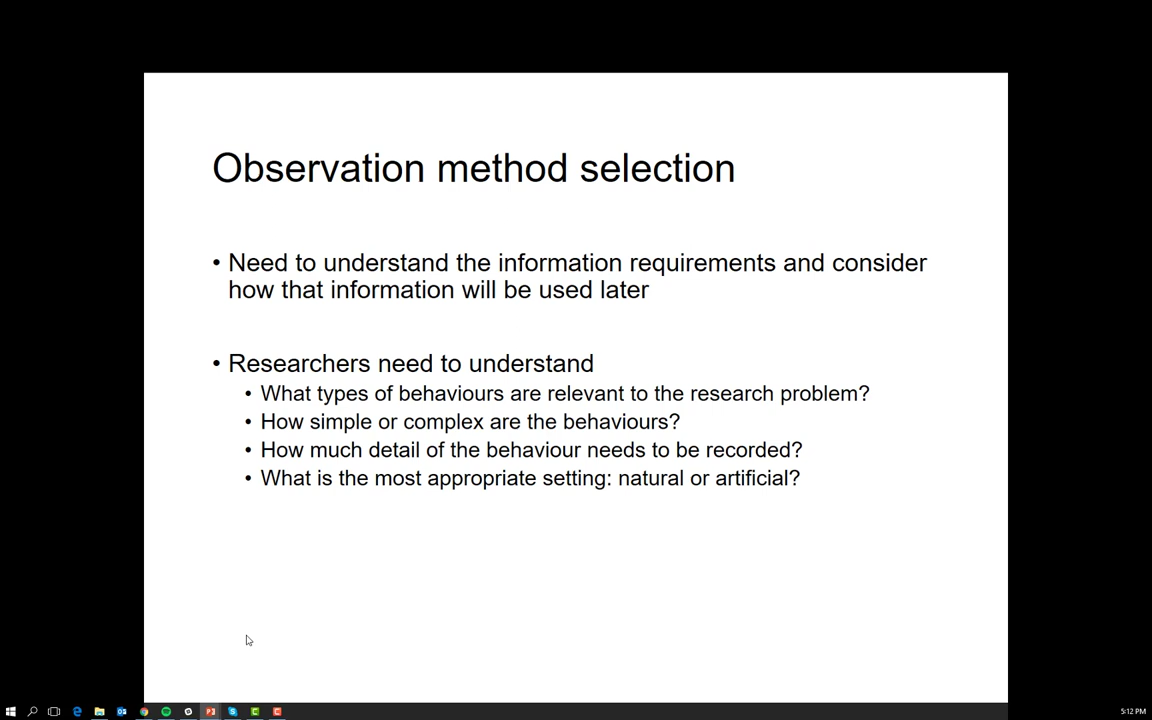 Observation method selection
• Need to understand the information requirements and consider
how that information will be used later
• Researchers need to understand
• What types of behaviours are relevant to the research problem?
• How simple or complex are the behaviours?
• How much detail of the behaviour needs to be recorded?
• What is the most appropriate setting: natural or artificial?
5:12 PM